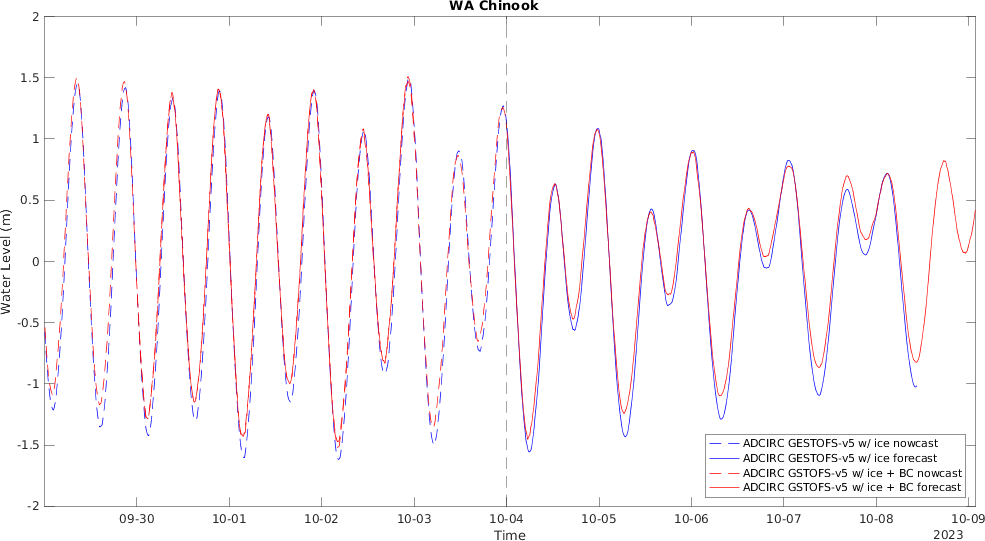 WA Chinook
2
1.5
1
0.5
0
-0.5
-1
-1.5
-2
Water Level (m)
ADCIRC GESTOFS-v5 w/ ice nowcast
ADCIRC GESTOFS-v5 w/ ice forecast
ADCIRC GSTOFS-v5 w/ ice + BC nowcast
ADCIRC GSTOFS-v5 w/ ice + BC forecast
09-30 10-01 10-02 10-03 10-04 10-05 10-06 10-07 10-08 10-09
Time
2023